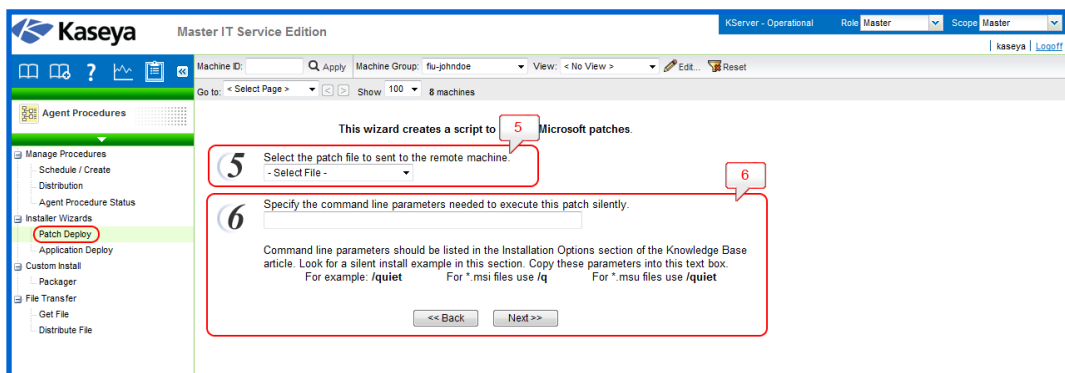 Kaseya
Master IT Service Edition
KServer - Operational Role Master Scope Master
kaseya | Logoff
Machine ID: Apply Machine Group: fiu-johndoe View: < No View > Edit... Reset
Go to: < Select Page > < > Show 100 8 machines
Agent Procedures
Manage Procedures
Schedule / Create
Distribution
Agent Procedure Status
Installer Wizards
Patch Deploy
Application Deploy
Custom Install
Packager
File Transfer
Get File
Distribute File
This wizard creates a script to Microsoft patches.
5
5
Select the patch file to sent to the remote machine.
- Select File -
6
6
Specify the command line parameters needed to execute this patch silently.
Command line parameters should be listed in the Installation Options section of the Knowledge Base
article. Look for a silent install example in this section. Copy these parameters into this text box.
For example: /quiet For *.msi files use /q For *.msu files use /quiet
<< Back Next >>